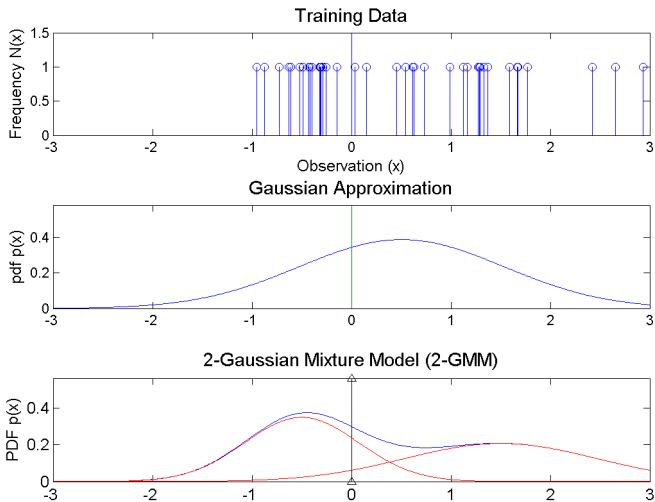 Training Data
Frequency N(x)
1.5
1
0.5
0
-3 -2 -1 0 1 2 3
Observation (x)
Gaussian Approximation
pdf p(x)
0.4
0.2
0
-3 -2 -1 0 1 2 3
2-Gaussian Mixture Model (2-GMM)
PDF p(x)
0.4
0.2
0
-3 -2 -1 0 1 2 3